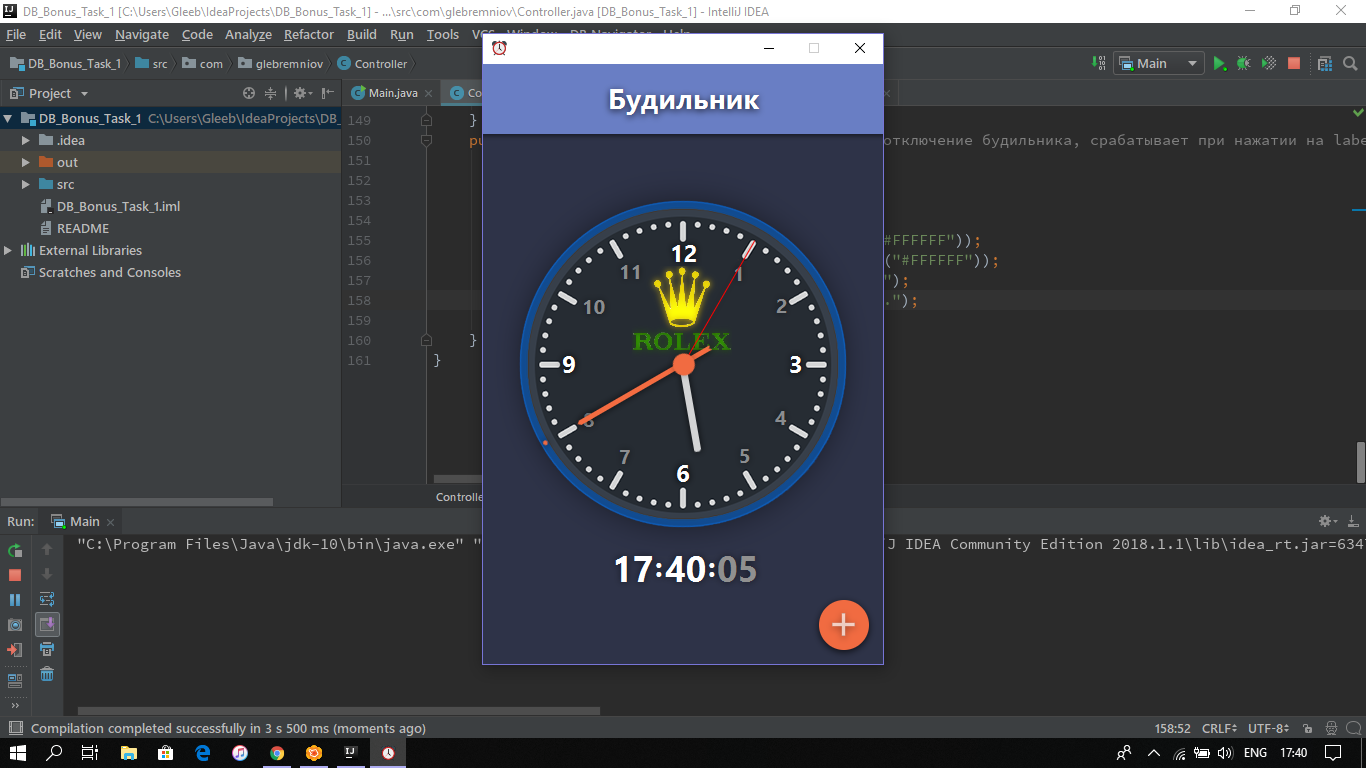 DB_Bonus_Task_1 [C:\Users\Gleeb\IdeaProjects\DB_Bonus_Task_1] - ...\src\com\glebremniov\Controller.java [DB_Bonus_Task_1] - IntelliJ IDEA
File Edit View Navigate Code Analyze Refactor Build Run Tools VCS Window DB Navigator Help
DB_Bonus_Task_1 src com glebremniov Controller Main
Project Main.java Co
DB_Bonus_Task_1 C:\Users\Gleeb\IdeaProjects\DB_
.idea
out
src
DB_Bonus_Task_1.iml
README
External Libraries
Scratches and Consoles
149 }
150 pu отключение будильника, срабатывает при нажатии на labe
151
152
153
154
155 #FFFFFF"));
156 ("#FFFFFF"));
157 ");
158 .");
159
160 }
161 }
Controlle
Будильник
12
11 1
10 2
ROLEX
9 3
8 4
7 5
6
17:40:05
+
Run: Main
"C:\Program Files\Java\jdk-10\bin\java.exe" " J IDEA Community Edition 2018.1.1\lib\idea_rt.jar=634
Compilation completed successfully in 3 s 500 ms (moments ago) 158:52 CRLF UTF-8
ENG 17:40